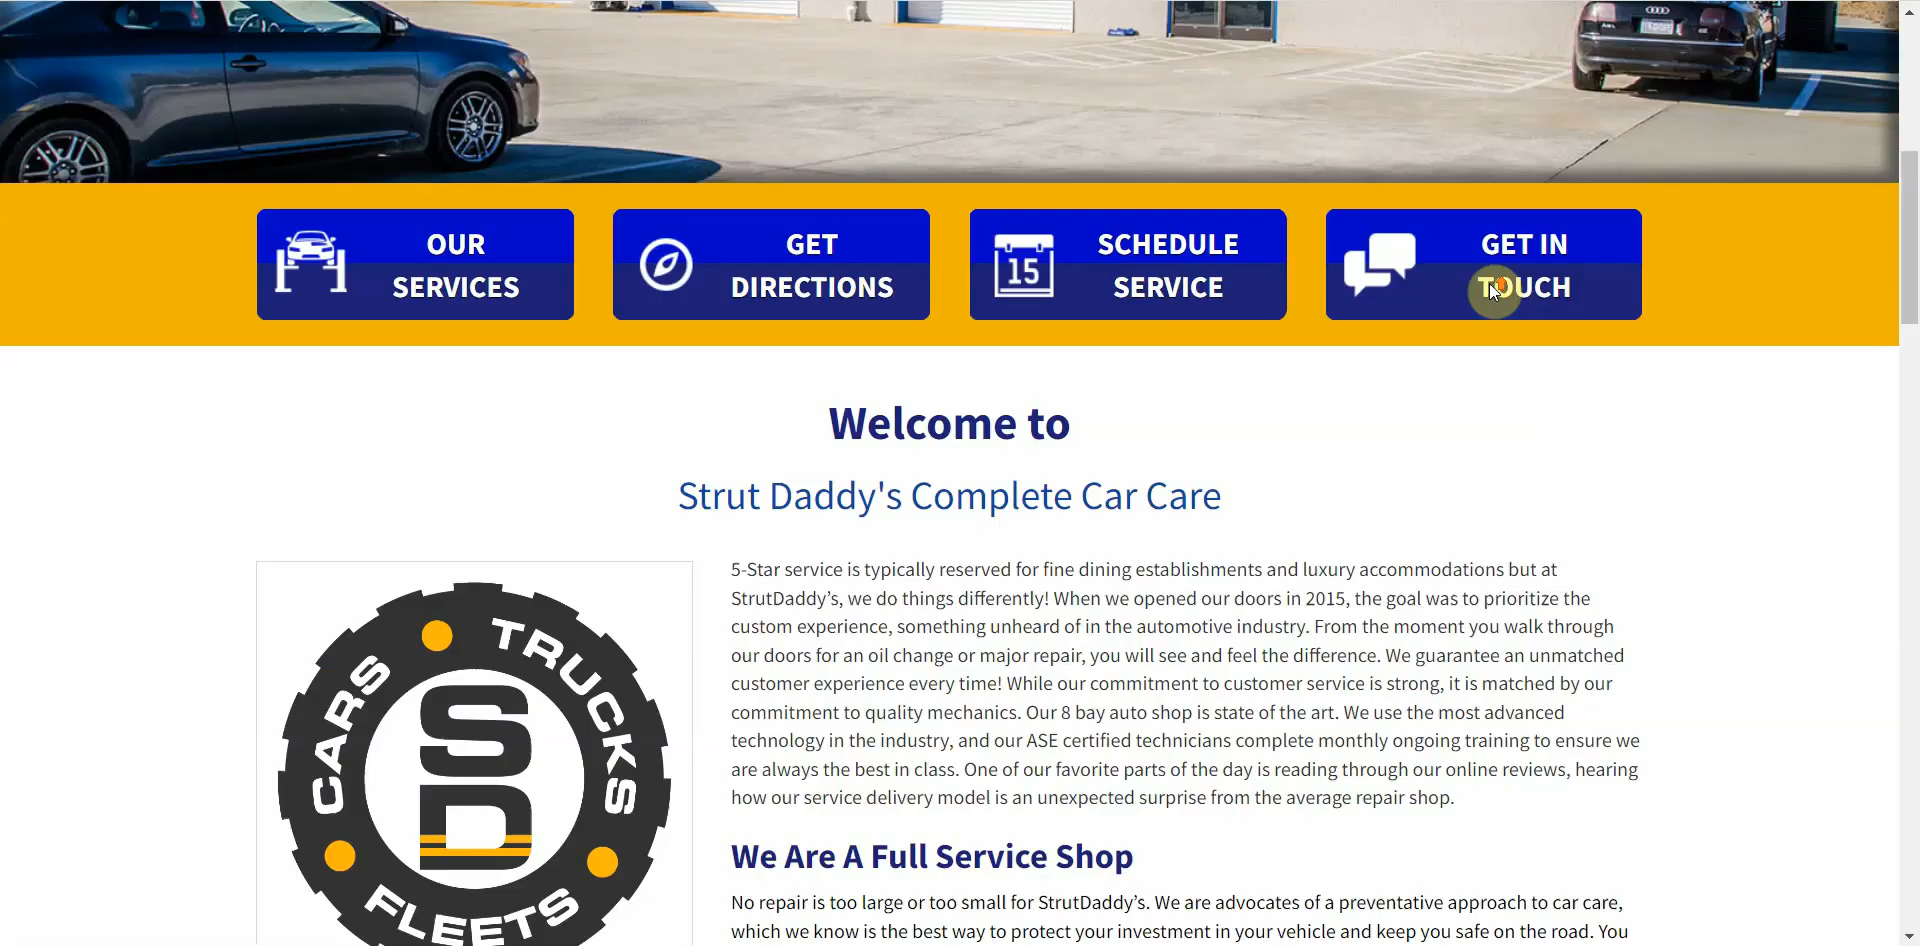 OUR
SERVICES
GET
DIRECTIONS
15
SCHEDULE
SERVICE
GET IN
TOUCH
Welcome to
Strut Daddy's Complete Car Care
CARS
TRUCKS
SD
FLEETS
5-Star service is typically reserved for fine dining establishments and luxury accommodations but at
StrutDaddy’s, we do things differently! When we opened our doors in 2015, the goal was to prioritize the
custom experience, something unheard of in the automotive industry. From the moment you walk through
our doors for an oil change or major repair, you will see and feel the difference. We guarantee an unmatched
customer experience every time! While our commitment to customer service is strong, it is matched by our
commitment to quality mechanics. Our 8 bay auto shop is state of the art. We use the most advanced
technology in the industry, and our ASE certified technicians complete monthly ongoing training to ensure we
are always the best in class. One of our favorite parts of the day is reading through our online reviews, hearing
how our service delivery model is an unexpected surprise from the average repair shop.
We Are A Full Service Shop
No repair is too large or too small for StrutDaddy’s. We are advocates of a preventative approach to car care,
which we know is the best way to protect your investment in your vehicle and keep you safe on the road. You